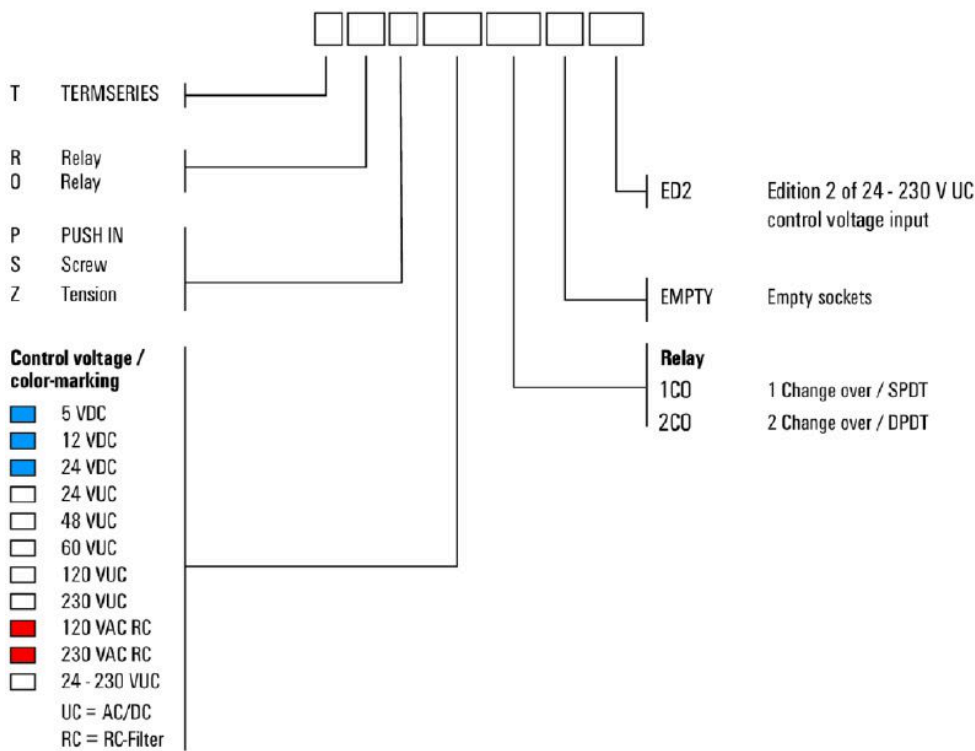 T TERMSERIES
R Relay
O Relay
P PUSH IN
S Screw
Z Tension
Control voltage /
color-marking
5 VDC
12 VDC
24 VDC
24 VUC
48 VUC
60 VUC
120 VUC
230 VUC
120 VAC RC
230 VAC RC
24 - 230 VUC
UC = AC/DC
RC = RC-Filter
ED2 Edition 2 of 24 - 230 V UC
control voltage input
EMPTY Empty sockets
Relay
1CO 1 Change over / SPDT
2CO 2 Change over / DPDT